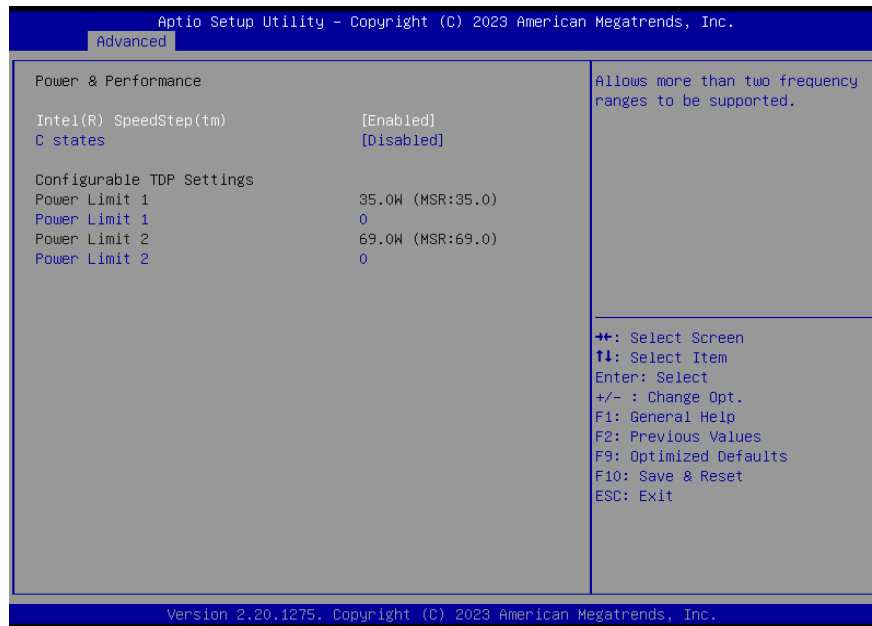 Aptio Setup Utility – Copyright (C) 2023 American Megatrends, Inc.
Advanced
Power & Performance
Intel(R) SpeedStep(tm) [Enabled]
C states [Disabled]
Configurable TDP Settings
Power Limit 1 35.0W (MSR:35.0)
Power Limit 1 0
Power Limit 2 69.0W (MSR:69.0)
Power Limit 2 0
Allows more than two frequency
ranges to be supported.
→←: Select Screen
↑↓: Select Item
Enter: Select
+/- : Change Opt.
F1: General Help
F2: Previous Values
F9: Optimized Defaults
F10: Save & Reset
ESC: Exit
Version 2.20.1275. Copyright (C) 2023 American Megatrends, Inc.